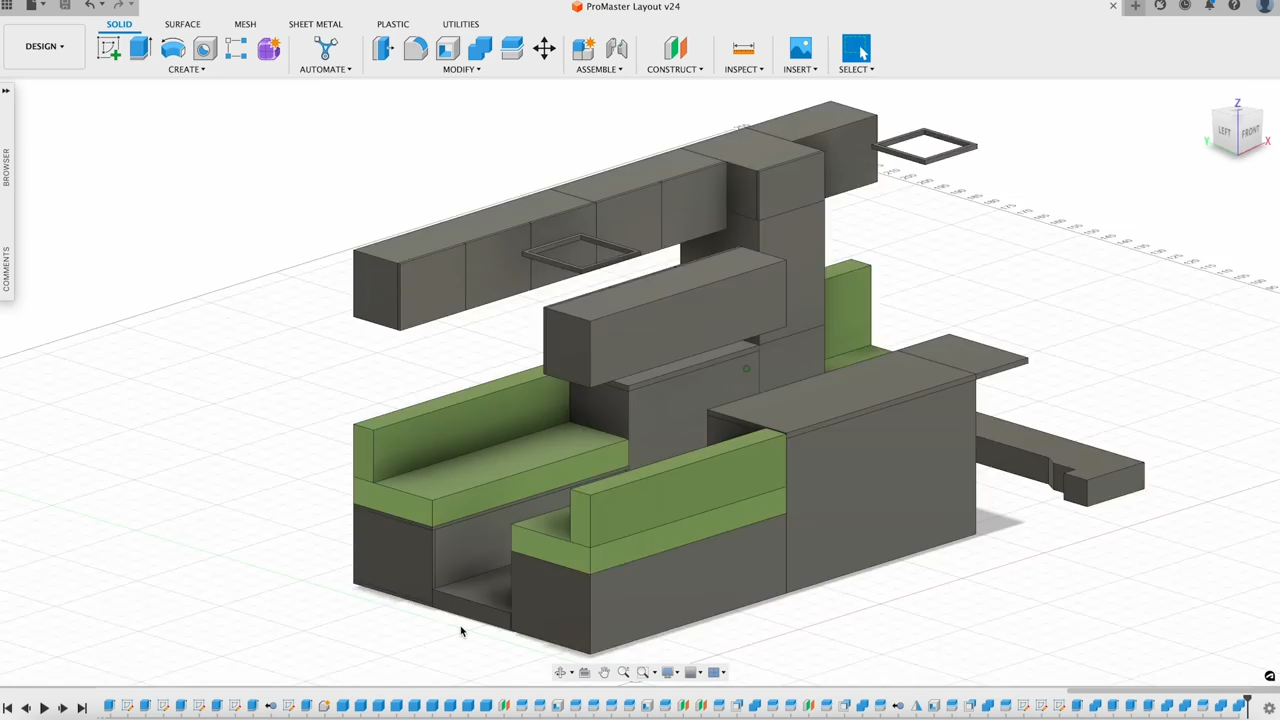 ProMaster Layout v24
SOLID SURFACE MESH SHEET METAL PLASTIC UTILITIES
DESIGN
CREATE AUTOMATE MODIFY ASSEMBLE CONSTRUCT INSPECT INSERT SELECT
BROWSER
COMMENTS
Z
LEFT FRONT
Y X